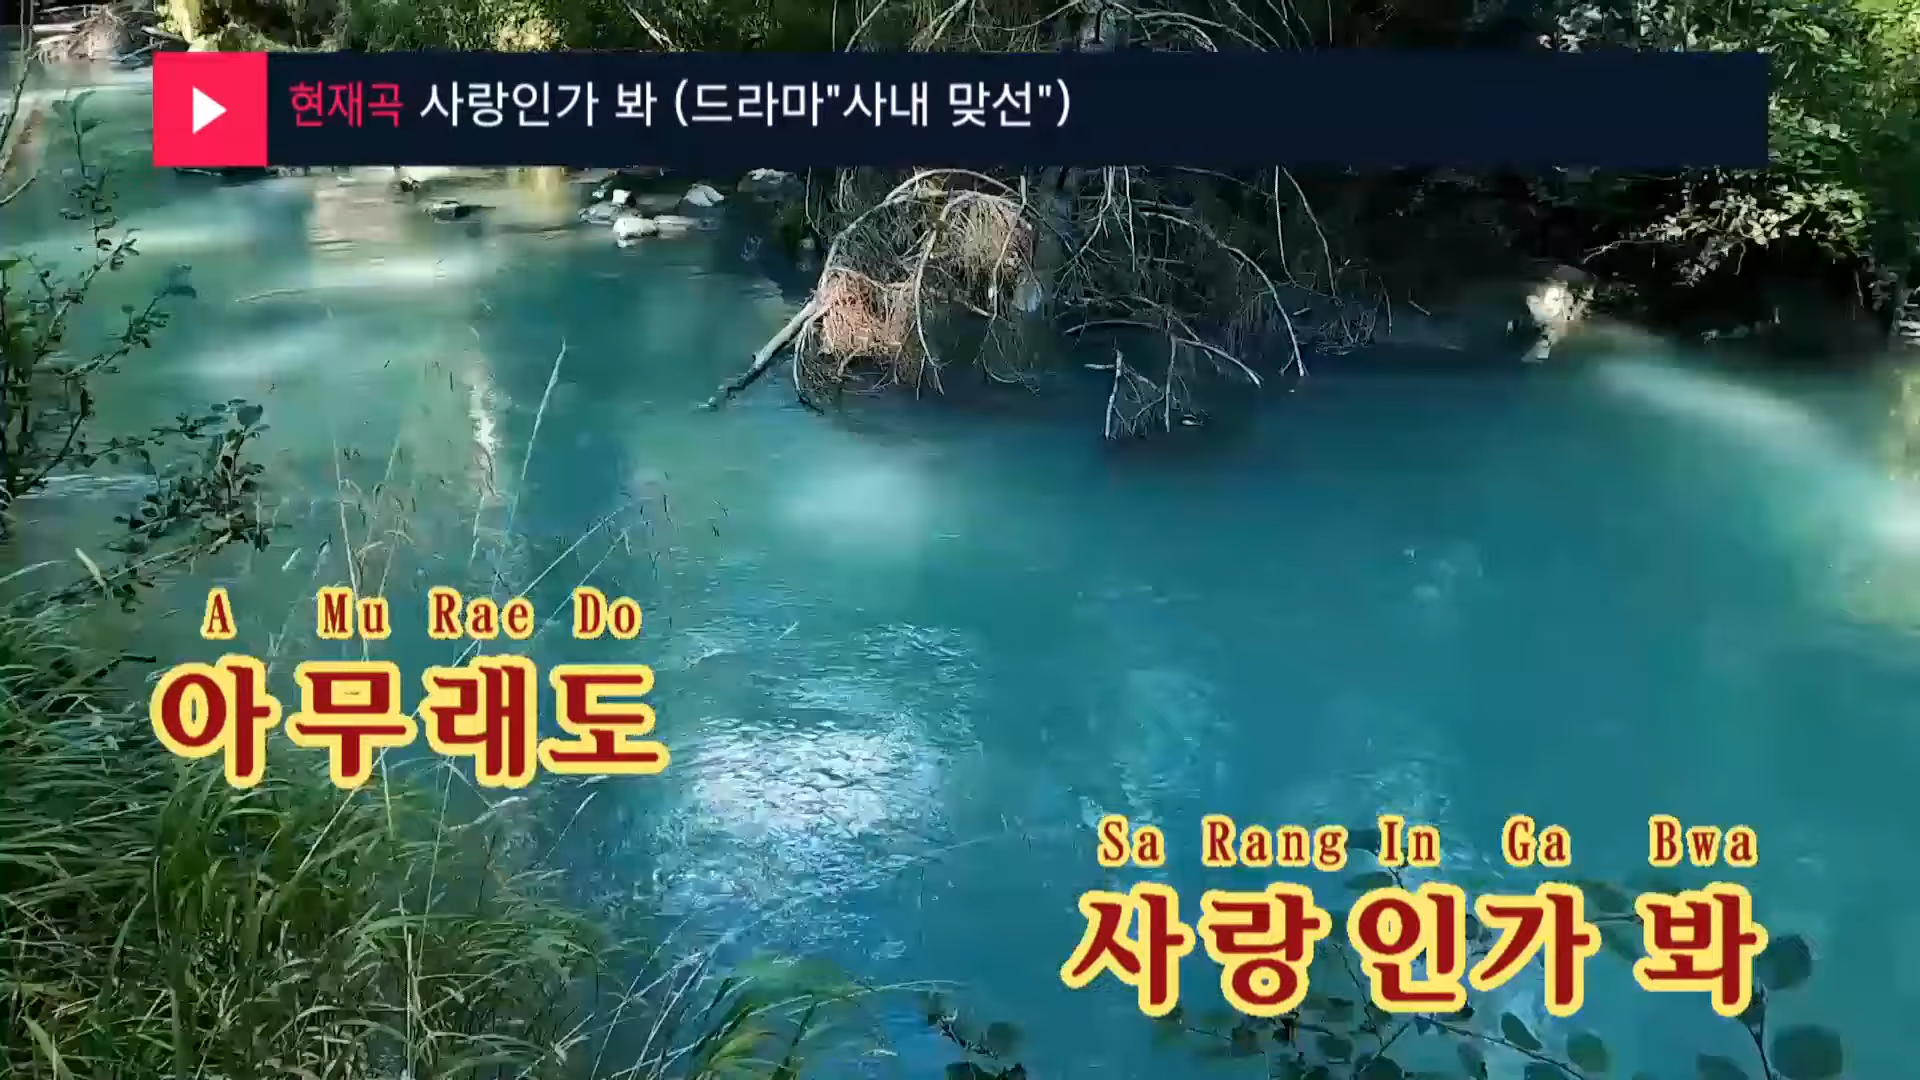 현재곡 사랑인가 봐 (드라마"사내 맞선")
A Mu Rae Do
아무래도
Sa Rang In Ga Bwa
사랑인가 봐